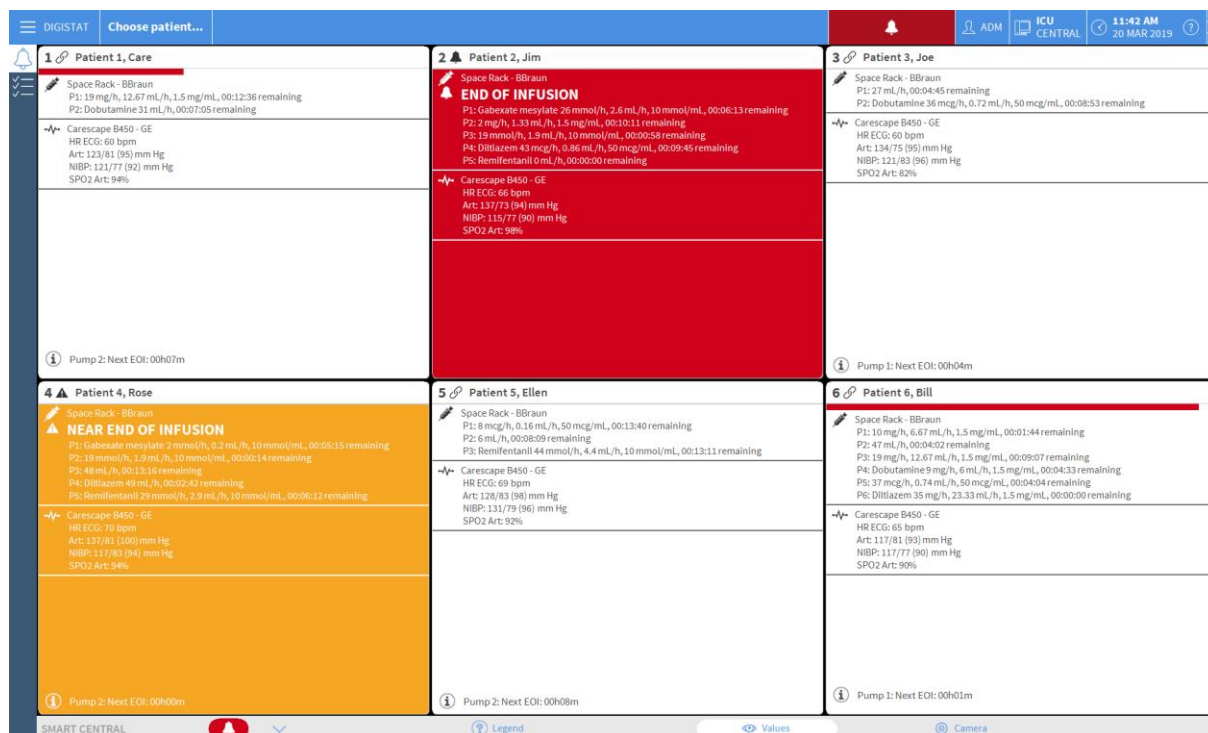 DIGISTAT Choose patient... ADM ICU CENTRAL 11:42 AM 20 MAR 2019 ?
1 Patient 1, Care
Space Rack - BBraun
P1: 19 mg/h, 12.67 mL/h, 1.5 mg/mL, 00:12:36 remaining
P2: Dobutamine 31 mL/h, 00:07:05 remaining
Carescape B450 - GE
HR ECG: 60 bpm
Art: 123/81 (95) mm Hg
NIBP: 121/77 (92) mm Hg
SPO2 Art: 94%
Pump 2: Next EOI: 00h07m
2 Patient 2, Jim
Space Rack - BBraun
END OF INFUSION
P1: Gabexate mesylate 26 mmol/h, 2.6 mL/h, 10 mmol/mL, 00:06:13 remaining
P2: 2 mg/h, 1.33 mL/h, 1.5 mg/mL, 00:10:11 remaining
P3: 19 mmol/h, 1.9 mL/h, 10 mmol/mL, 00:00:58 remaining
P4: Diltiazem 43 mcg/h, 0.86 mL/h, 50 mcg/mL, 00:09:45 remaining
P5: Remifentanil 0 mL/h, 00:00:00 remaining
Carescape B450 - GE
HR ECG: 66 bpm
Art: 137/73 (94) mm Hg
NIBP: 115/77 (90) mm Hg
SPO2 Art: 98%
3 Patient 3, Joe
Space Rack - BBraun
P1: 27 mL/h, 00:04:45 remaining
P2: Dobutamine 36 mcg/h, 0.72 mL/h, 50 mcg/mL, 00:08:53 remaining
Carescape B450 - GE
HR ECG: 60 bpm
Art: 134/75 (95) mm Hg
NIBP: 121/83 (96) mm Hg
SPO2 Art: 82%
Pump 1: Next EOI: 00h04m
4 Patient 4, Rose
Space Rack - BBraun
NEAR END OF INFUSION
P1: Gabexate mesylate 2 mmol/h, 0.2 mL/h, 10 mmol/mL, 00:05:15 remaining
P2: 19 mmol/h, 1.9 mL/h, 10 mmol/mL, 00:00:14 remaining
P3: 48 mL/h, 00:13:16 remaining
P4: Diltiazem 49 mL/h, 00:02:42 remaining
P5: Remifentanil 29 mmol/h, 2.9 mL/h, 10 mmol/mL, 00:06:12 remaining
Carescape B450 - GE
HR ECG: 70 bpm
Art: 137/81 (100) mm Hg
NIBP: 117/83 (94) mm Hg
SPO2 Art: 94%
Pump 2: Next EOI: 00h00m
5 Patient 5, Ellen
Space Rack - BBraun
P1: 8 mcg/h, 0.16 mL/h, 50 mcg/mL, 00:13:40 remaining
P2: 6 mL/h, 00:08:09 remaining
P3: Remifentanil 44 mmol/h, 4.4 mL/h, 10 mmol/mL, 00:13:11 remaining
Carescape B450 - GE
HR ECG: 69 bpm
Art: 128/83 (98) mm Hg
NIBP: 131/79 (96) mm Hg
SPO2 Art: 92%
Pump 2: Next EOI: 00h08m
6 Patient 6, Bill
Space Rack - BBraun
P1: 10 mg/h, 6.67 mL/h, 1.5 mg/mL, 00:01:44 remaining
P2: 47 mL/h, 00:04:02 remaining
P3: 19 mg/h, 12.67 mL/h, 1.5 mg/mL, 00:09:07 remaining
P4: Dobutamine 9 mg/h, 6 mL/h, 1.5 mg/mL, 00:04:33 remaining
P5: 37 mcg/h, 0.74 mL/h, 50 mcg/mL, 00:04:04 remaining
P6: Diltiazem 35 mg/h, 23.33 mL/h, 1.5 mg/mL, 00:00:00 remaining
Carescape B450 - GE
HR ECG: 65 bpm
Art: 117/81 (93) mm Hg
NIBP: 117/77 (90) mm Hg
SPO2 Art: 90%
Pump 1: Next EOI: 00h01m
SMART CENTRAL Legend Values Camera